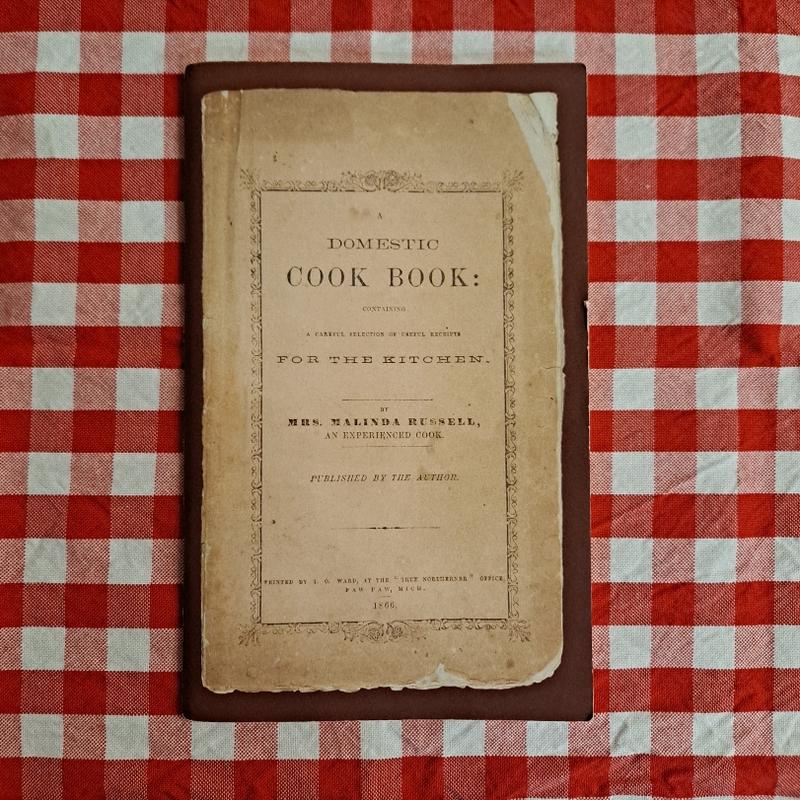 A
DOMESTIC
COOK BOOK:
CONTAINING
A CAREFUL SELECTION OF USEFUL RECEIPTS
FOR THE KITCHEN.
BY
MRS. MALINDA RUSSELL,
AN EXPERIENCED COOK.
PUBLISHED BY THE AUTHOR.
PRINTED BY T. O. WARD, AT THE "TRUE NORTHERNER" OFFICE
PAW PAW, MICH.
1866.